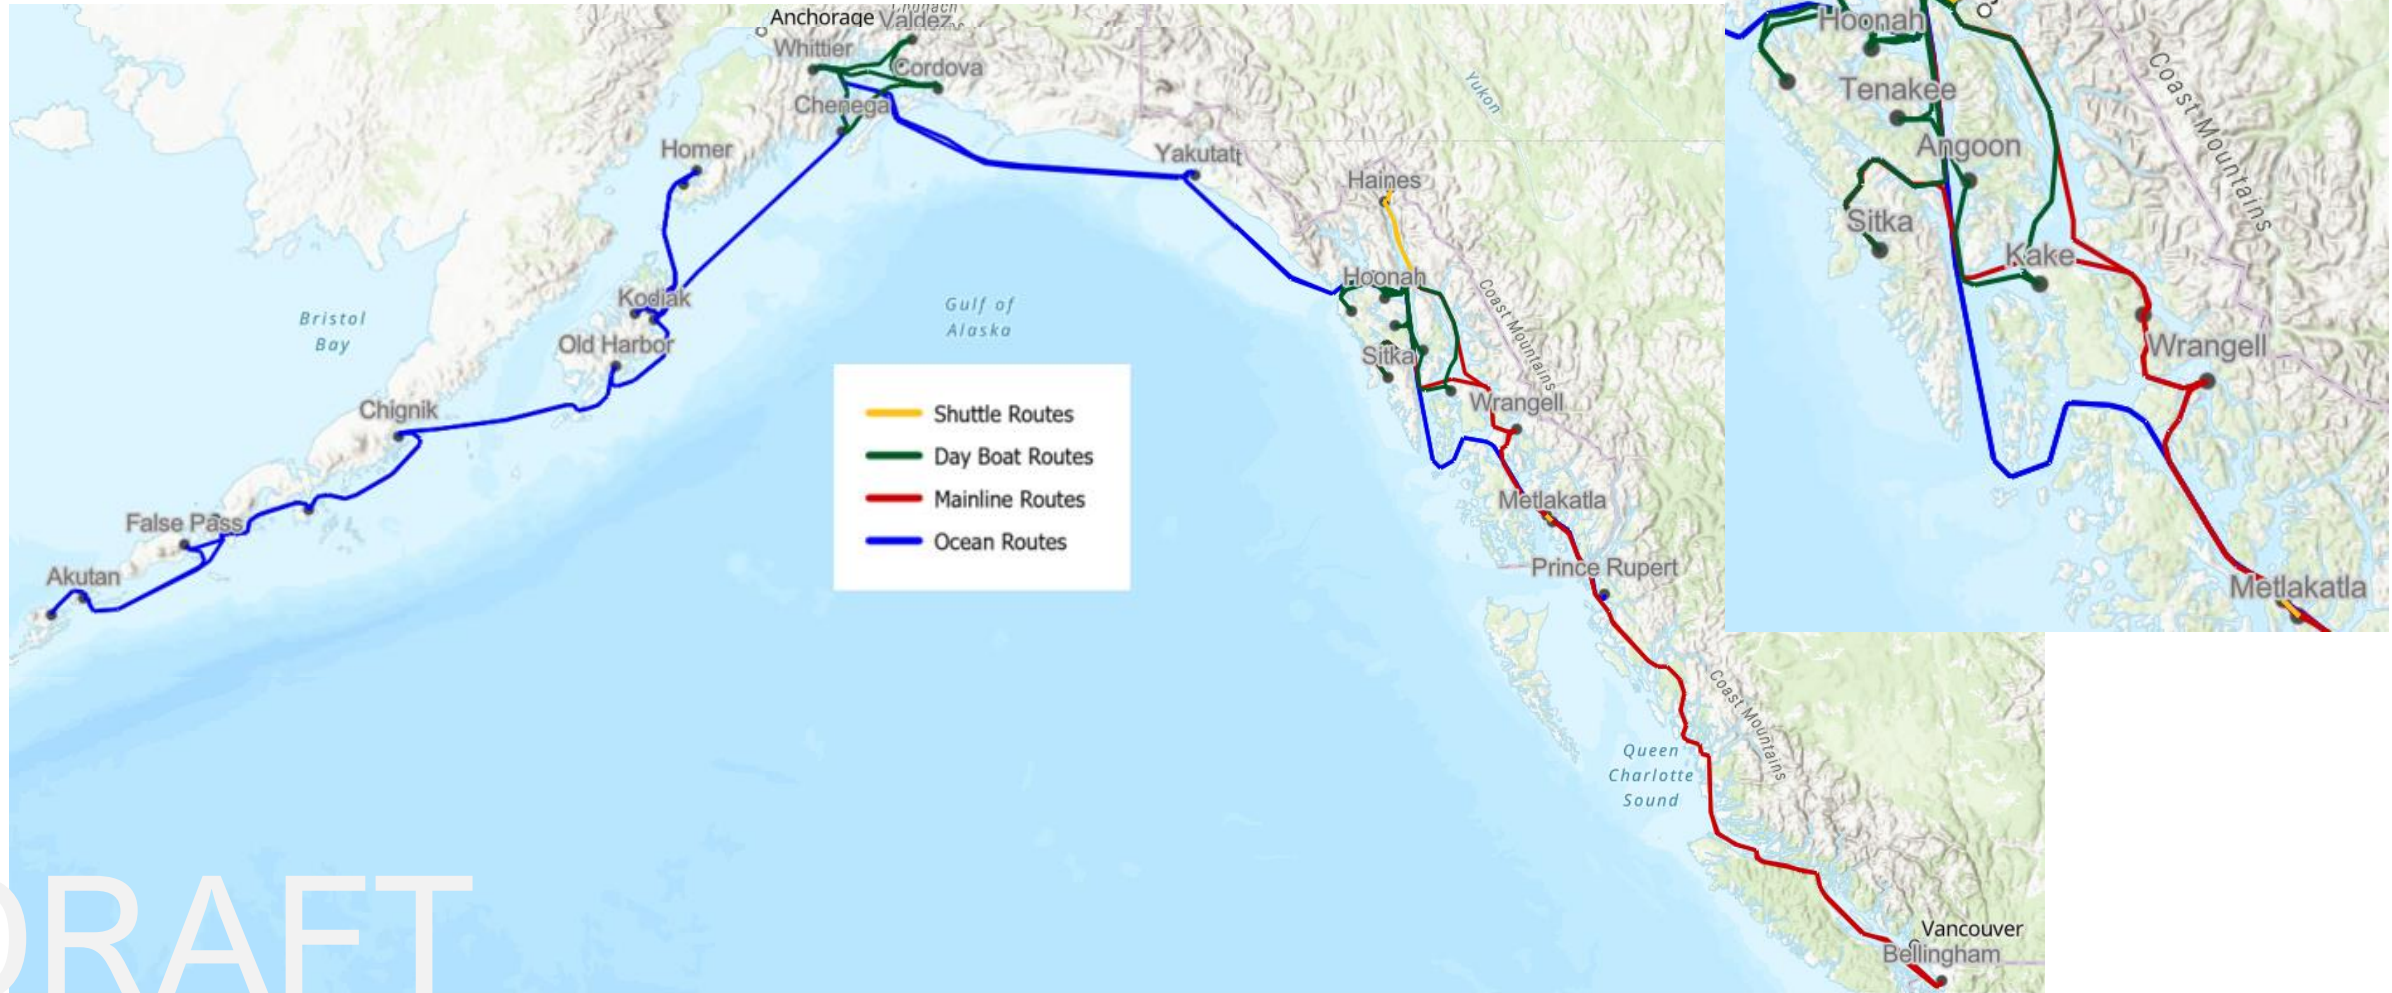 Anchorage
Valdez
Whittier
Cordova
Chenega
Homer
Yakutat
Haines
Yukon
Kodiak
Hoonah
Bristol
Bay
Gulf of
Alaska
Old Harbor
Sitka
Coast Mountains
Chignik
Wrangell
Shuttle Routes
Day Boat Routes
Mainline Routes
Ocean Routes
False Pass
Metlakatla
Akutan
Prince Rupert
Queen
Charlotte
Sound
Coast Mountains
Vancouver
Bellingham
DRAFT
Hoonah
Tenakee
Angoon
Coast Mountains
Sitka
Kake
Wrangell
Metlakatla